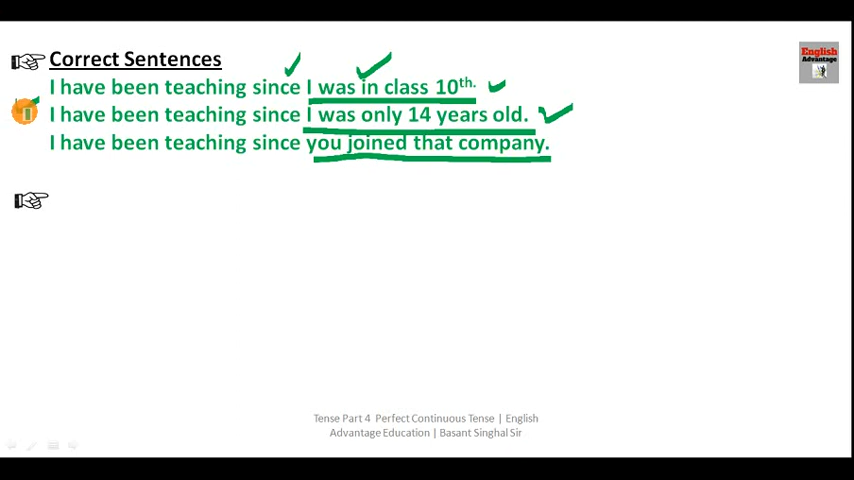 Correct Sentences
English
Advantage
I have been teaching since I was in class 10th.
I have been teaching since I was only 14 years old.
I have been teaching since you joined that company.
Tense Part 4 Perfect Continuous Tense | English
Advantage Education | Basant Singhal Sir